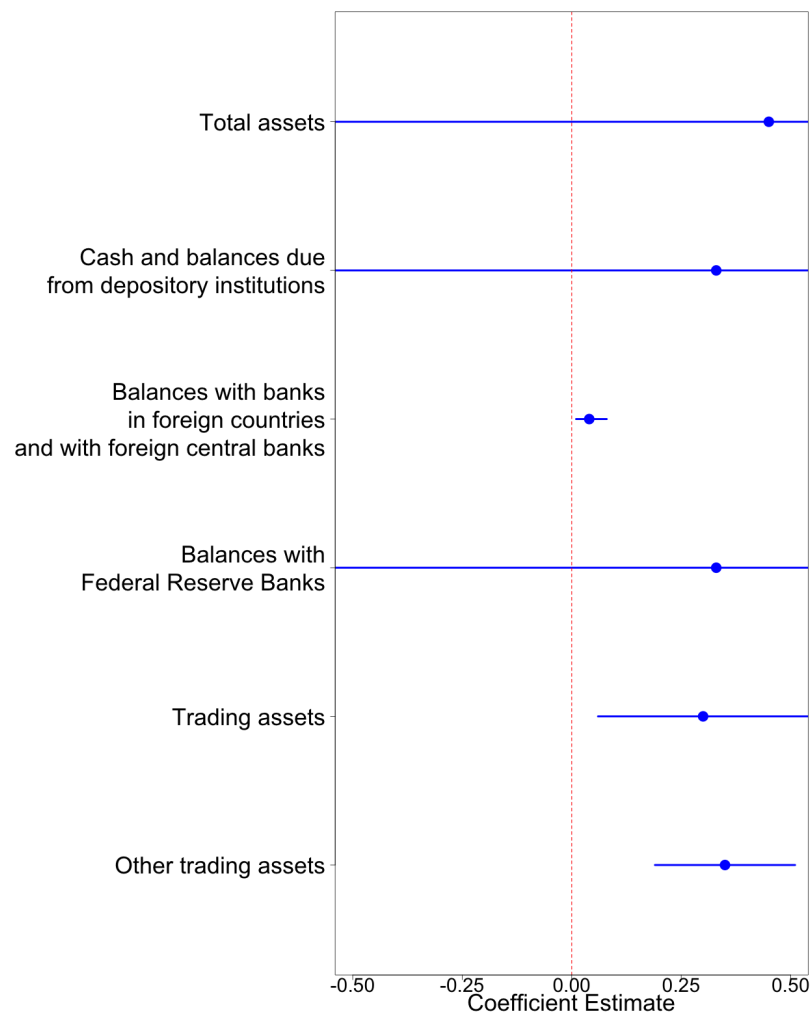 Total assets
Cash and balances due
from depository institutions
Balances with banks
in foreign countries
and with foreign central banks
Balances with
Federal Reserve Banks
Trading assets
Other trading assets
-0.50 -0.25 0.00 0.25 0.50
Coefficient Estimate